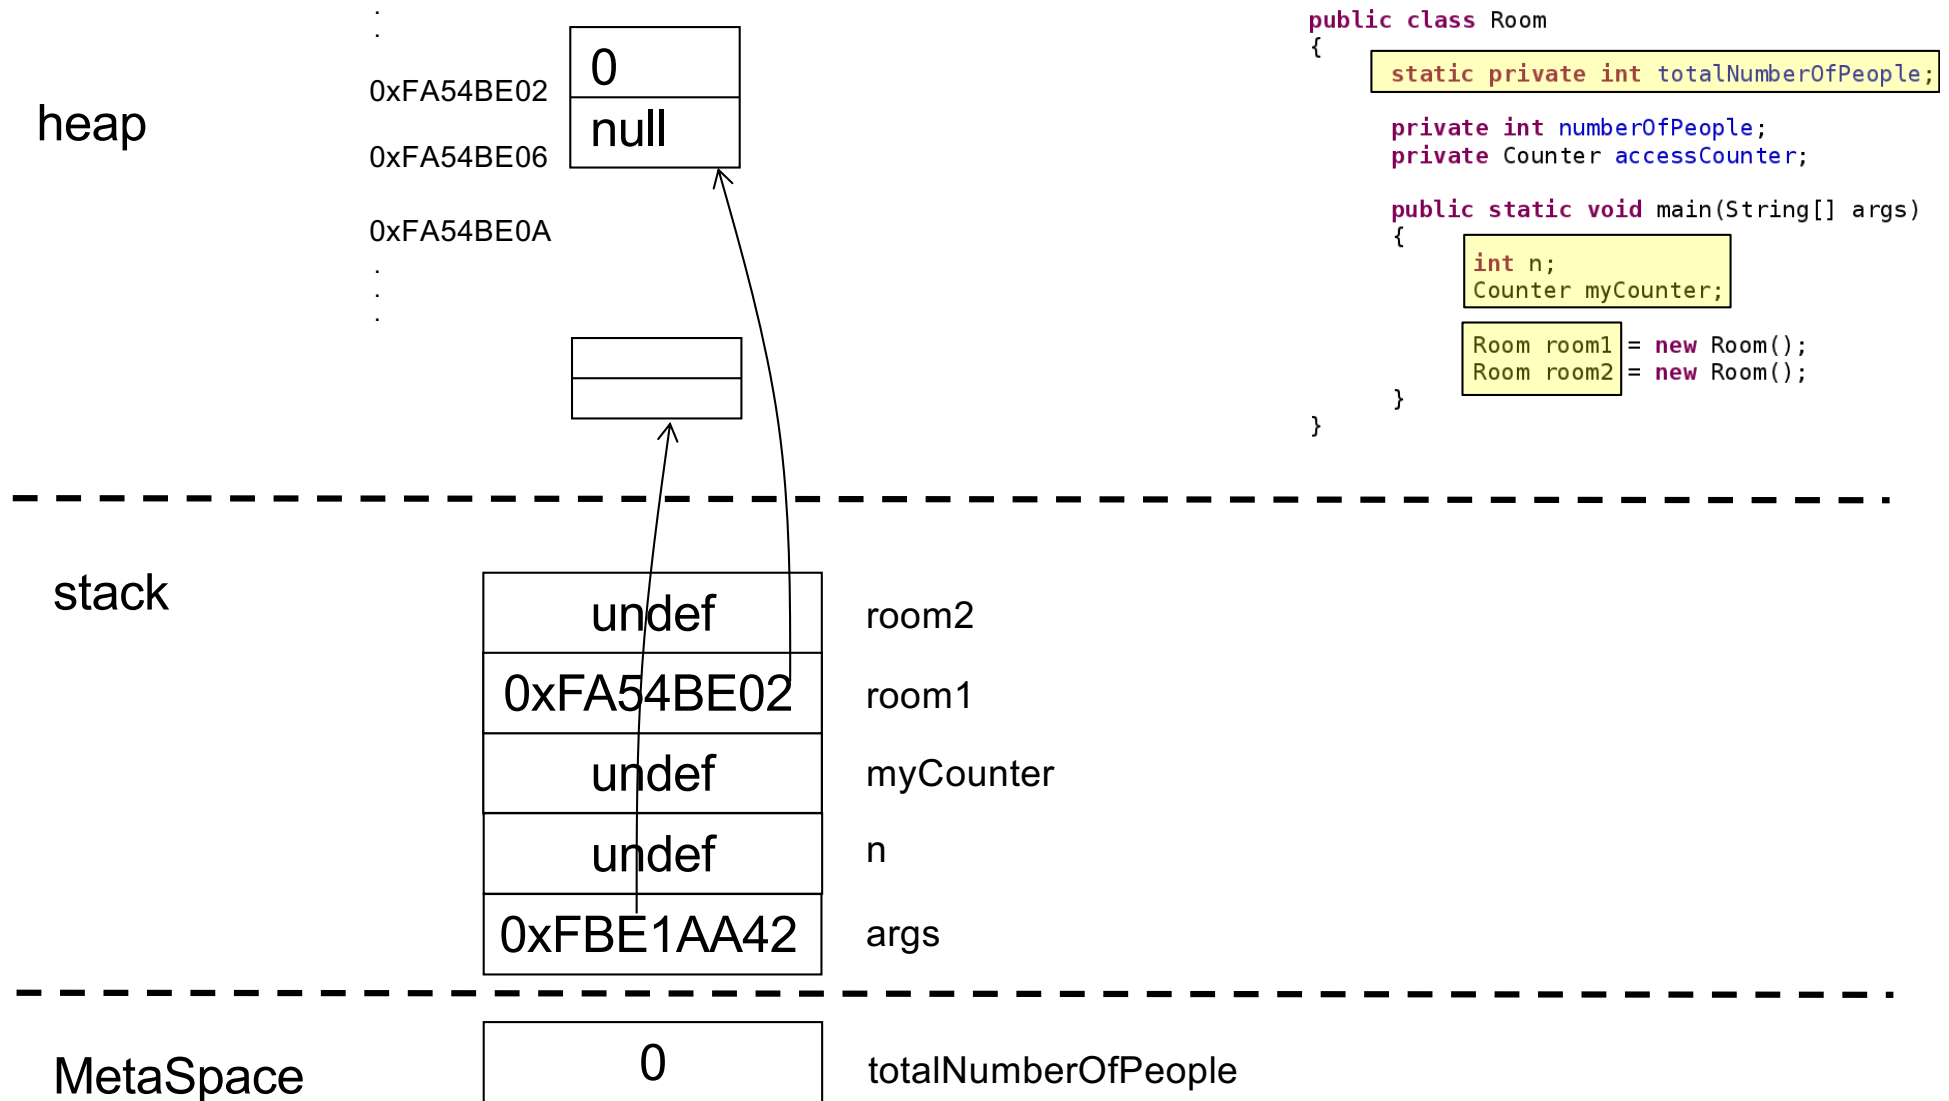 heap
0xFA54BE02
0xFA54BE06
0xFA54BE0A
0
null
public class Room
{
static private int totalNumberOfPeople;
private int numberOfPeople;
private Counter accessCounter;
public static void main(String[] args)
{
int n;
Counter myCounter;
Room room1 = new Room();
Room room2 = new Room();
}
}
stack
undef room2
0xFA54BE02 room1
undef myCounter
undef n
0xFBE1AA42 args
MetaSpace
0 totalNumberOfPeople